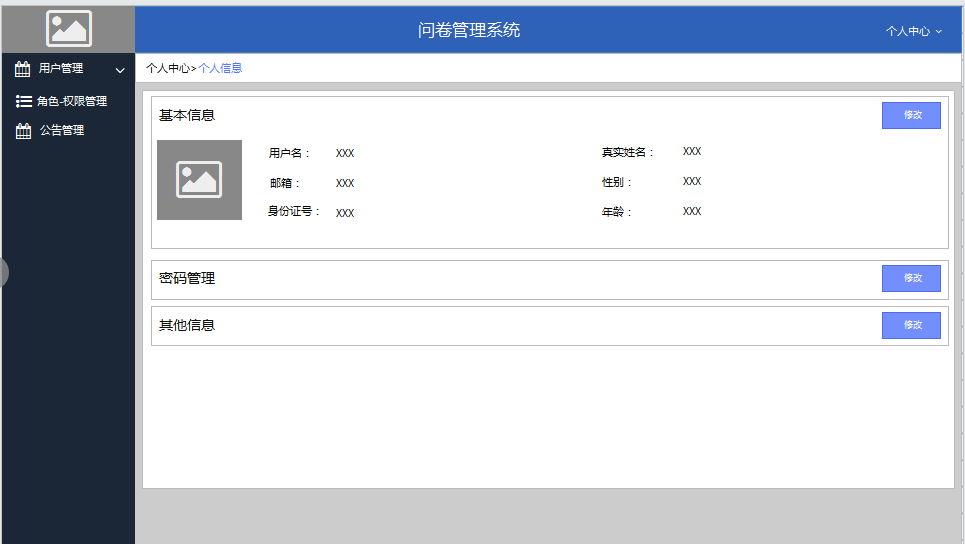 问卷管理系统
个人中心
用户管理
角色-权限管理
公告管理
个人中心>个人信息
基本信息
修改
用户名： XXX
真实姓名： XXX
邮箱： XXX
性别： XXX
身份证号： XXX
年龄： XXX
密码管理
修改
其他信息
修改